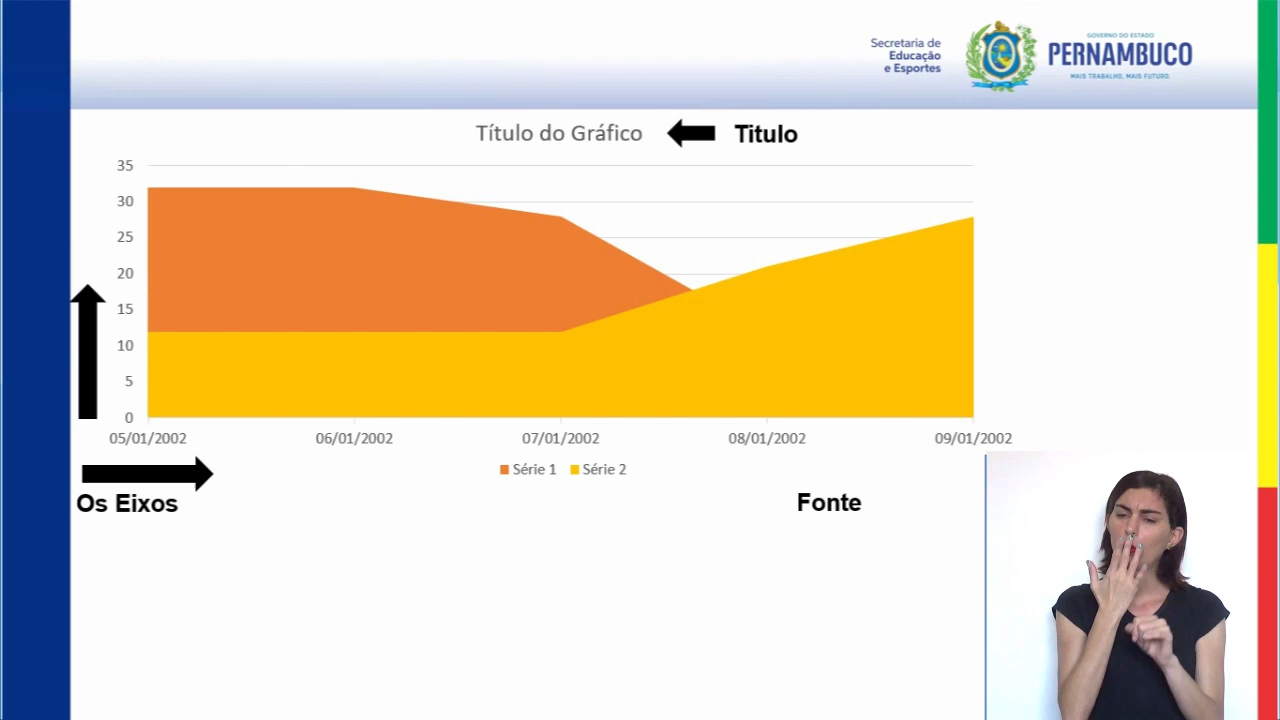 Secretaria de
Educação
e Esportes
GOVERNO DO ESTADO
PERNAMBUCO
MAIS TRABALHO, MAIS FUTURO.
Título do Gráfico
Titulo
35
30
25
20
15
10
5
0
05/01/2002 06/01/2002 07/01/2002 08/01/2002 09/01/2002
Série 1 Série 2
Os Eixos
Fonte